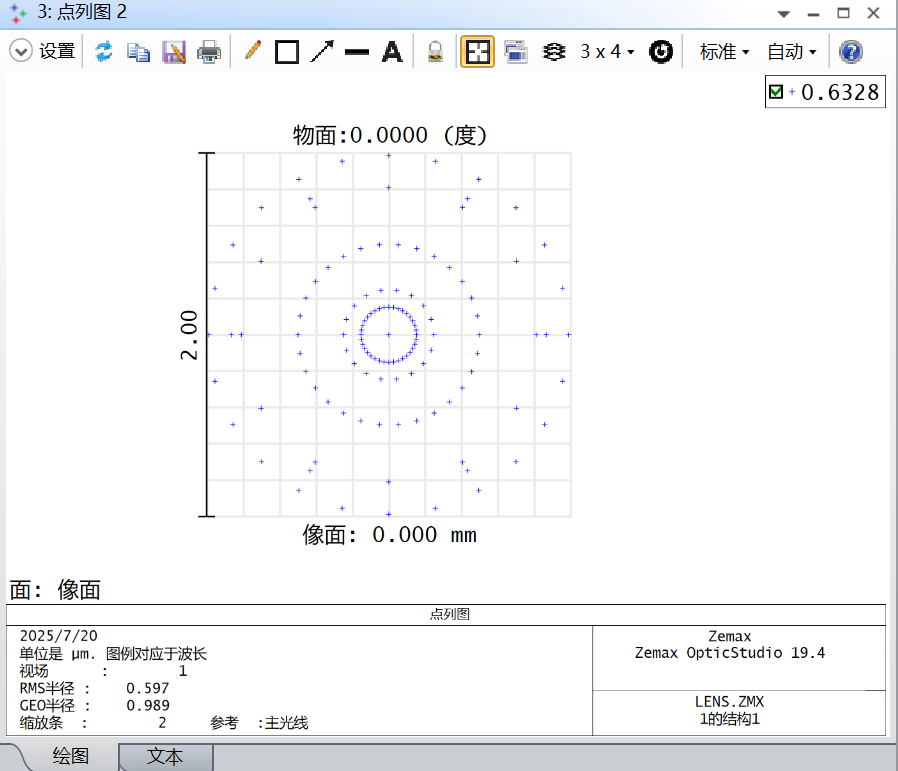 3: 点列图 2
设置 A 3 x 4 标准 自动
+ 0.6328
物面:0.0000 (度)
2.00
像面: 0.000 mm
面: 像面
点列图
2025/7/20
单位是 µm. 图例对应于波长
视场 : 1
RMS半径 : 0.597
GEO半径 : 0.989
缩放条 : 2 参考 :主光线
Zemax
Zemax OpticStudio 19.4
LENS.ZMX
1的结构1
绘图 文本